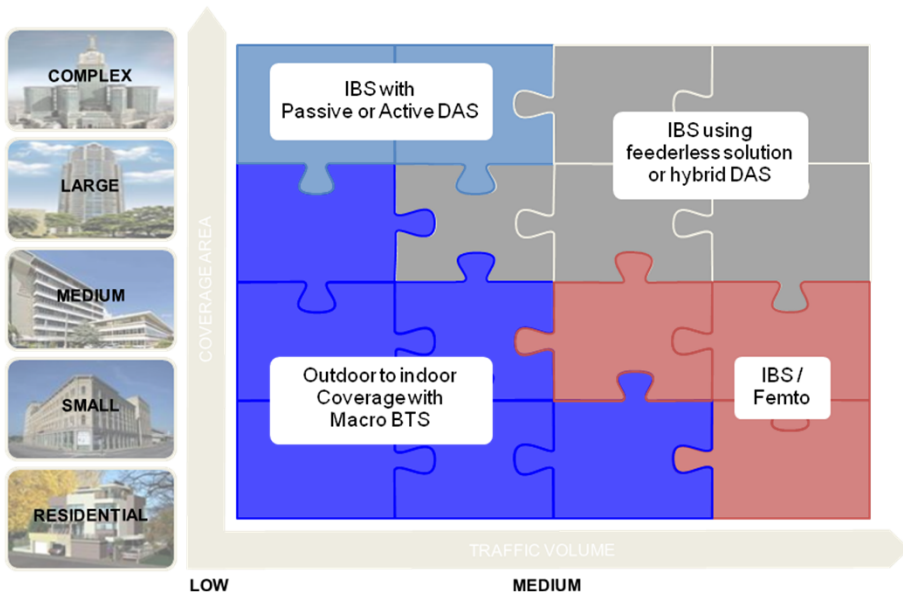 COMPLEX
LARGE
MEDIUM
SMALL
RESIDENTIAL
COVERAGE AREA
IBS with
Passive or Active DAS
IBS using
feederless solution
or hybrid DAS
Outdoor to indoor
Coverage with
Macro BTS
IBS /
Femto
TRAFFIC VOLUME
LOW
MEDIUM